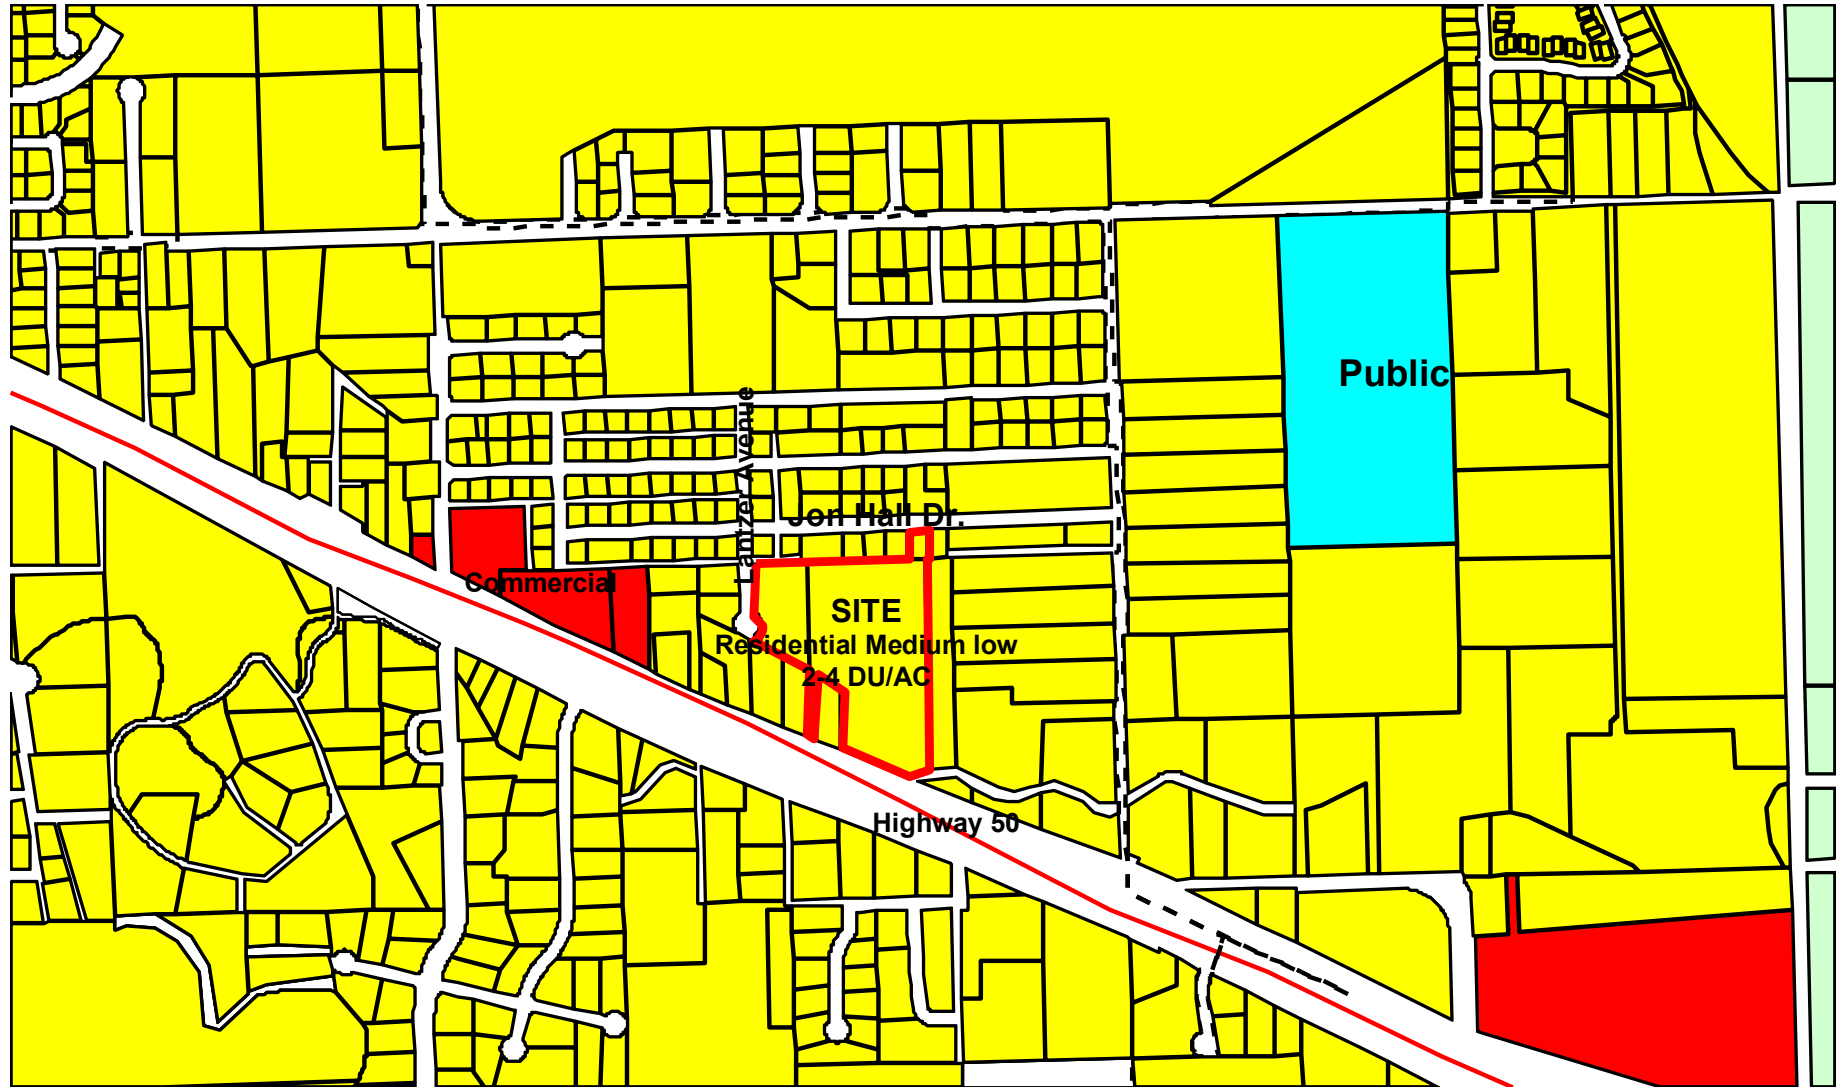 Public
Lantzer Avenue
Jon Hall Dr.
Commercial
SITE
Residential Medium low
2-4 DU/AC
Highway 50